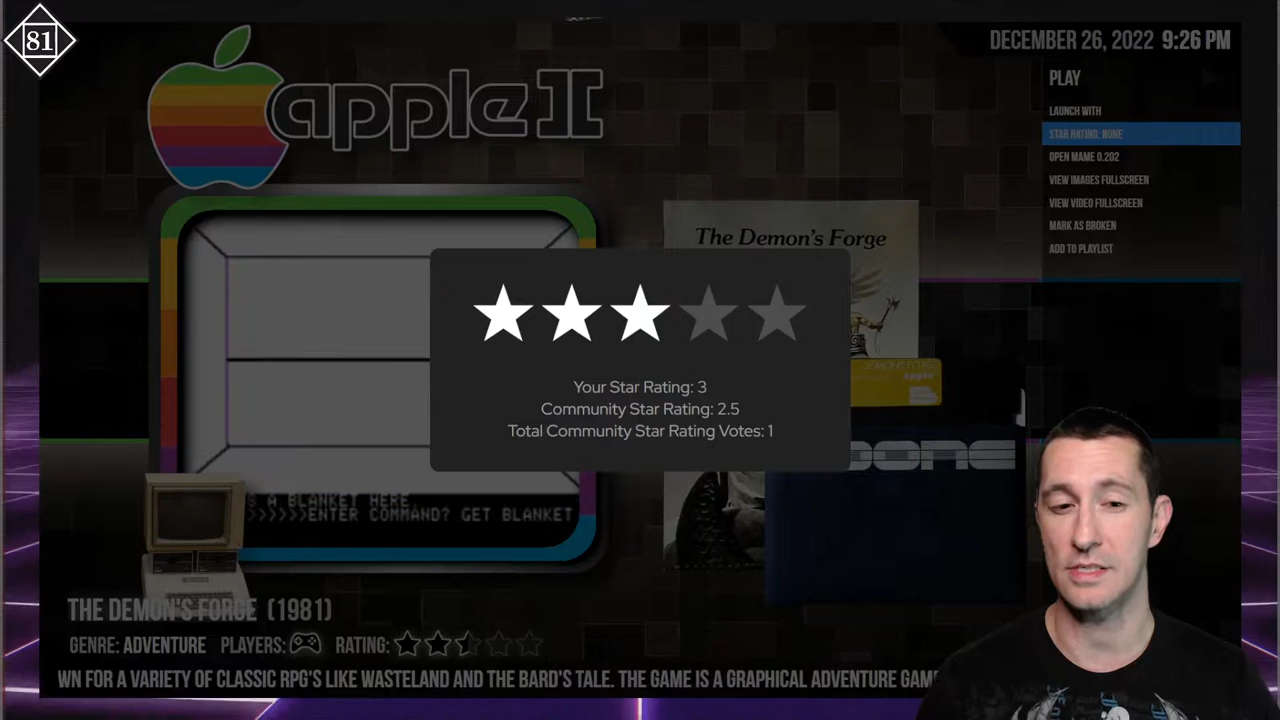 81
DECEMBER 26, 2022 9:26 PM
apple II
PLAY
LAUNCH WITH
STAR RATING: NONE
OPEN MAME 0.202
VIEW IMAGES FULLSCREEN
VIEW VIDEO FULLSCREEN
MARK AS BROKEN
ADD TO PLAYLIST
The Demon's Forge
Your Star Rating: 3
Community Star Rating: 2.5
Total Community Star Rating Votes: 1
A BLANKET HERE
>>>>>>ENTER COMMAND? GET BLANKET
THE DEMON'S FORGE (1981)
GENRE: ADVENTURE PLAYERS: RATING:
WN FOR A VARIETY OF CLASSIC RPG'S LIKE WASTELAND AND THE BARD'S TALE. THE GAME IS A GRAPHICAL ADVENTURE GAM